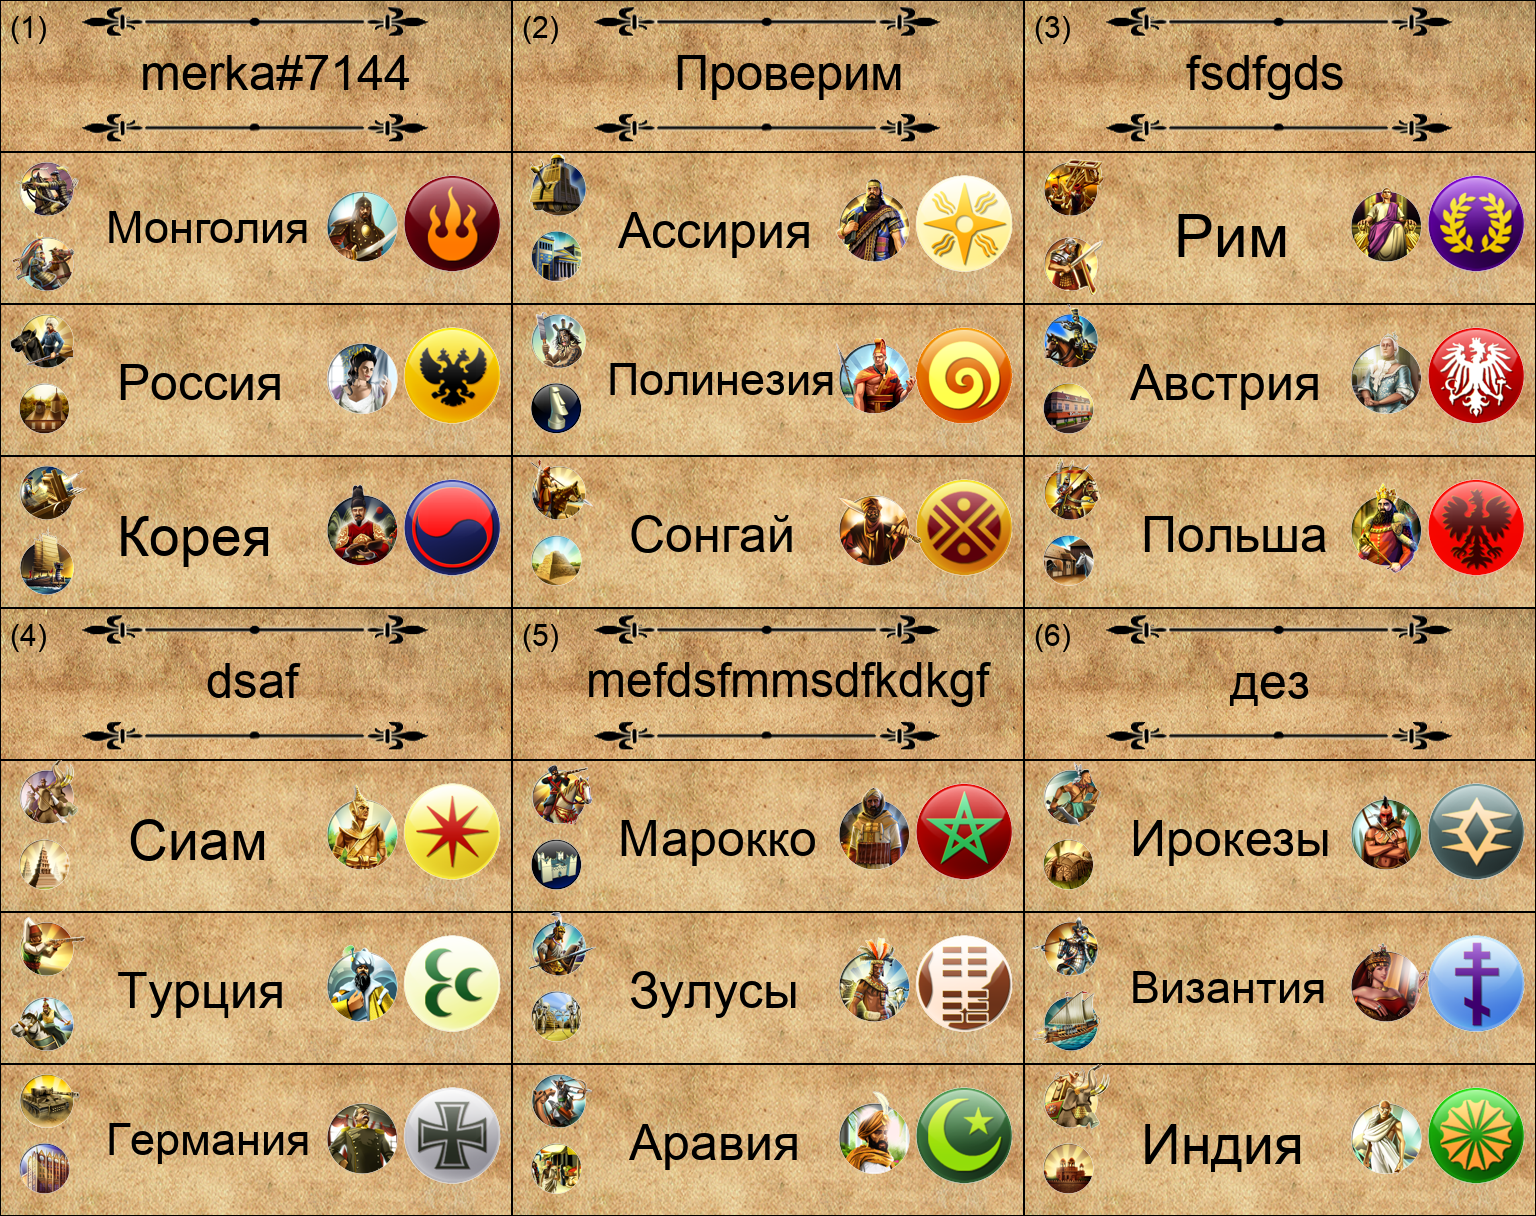 (1)
merka#7144
Монголия
Россия
Корея
(2)
Проверим
Ассирия
Полинезия
Сонгай
(3)
fsdfgds
Рим
Австрия
Польша
(4)
dsaf
Сиам
Турция
Германия
(5)
mefdsfmmsdfkdkgf
Марокко
Зулусы
Аравия
(6)
дез
Ирокезы
Византия
Индия